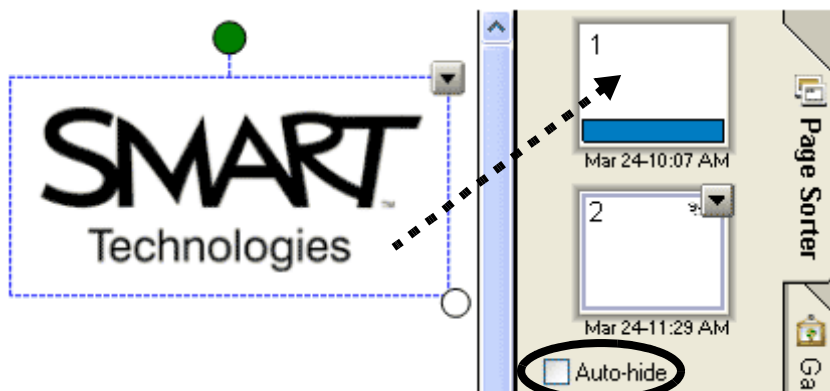 SMART
™
Technologies
1
Mar 24-10:07 AM
2
Mar 24-11:29 AM
Auto-hide
Page Sorter
Ga